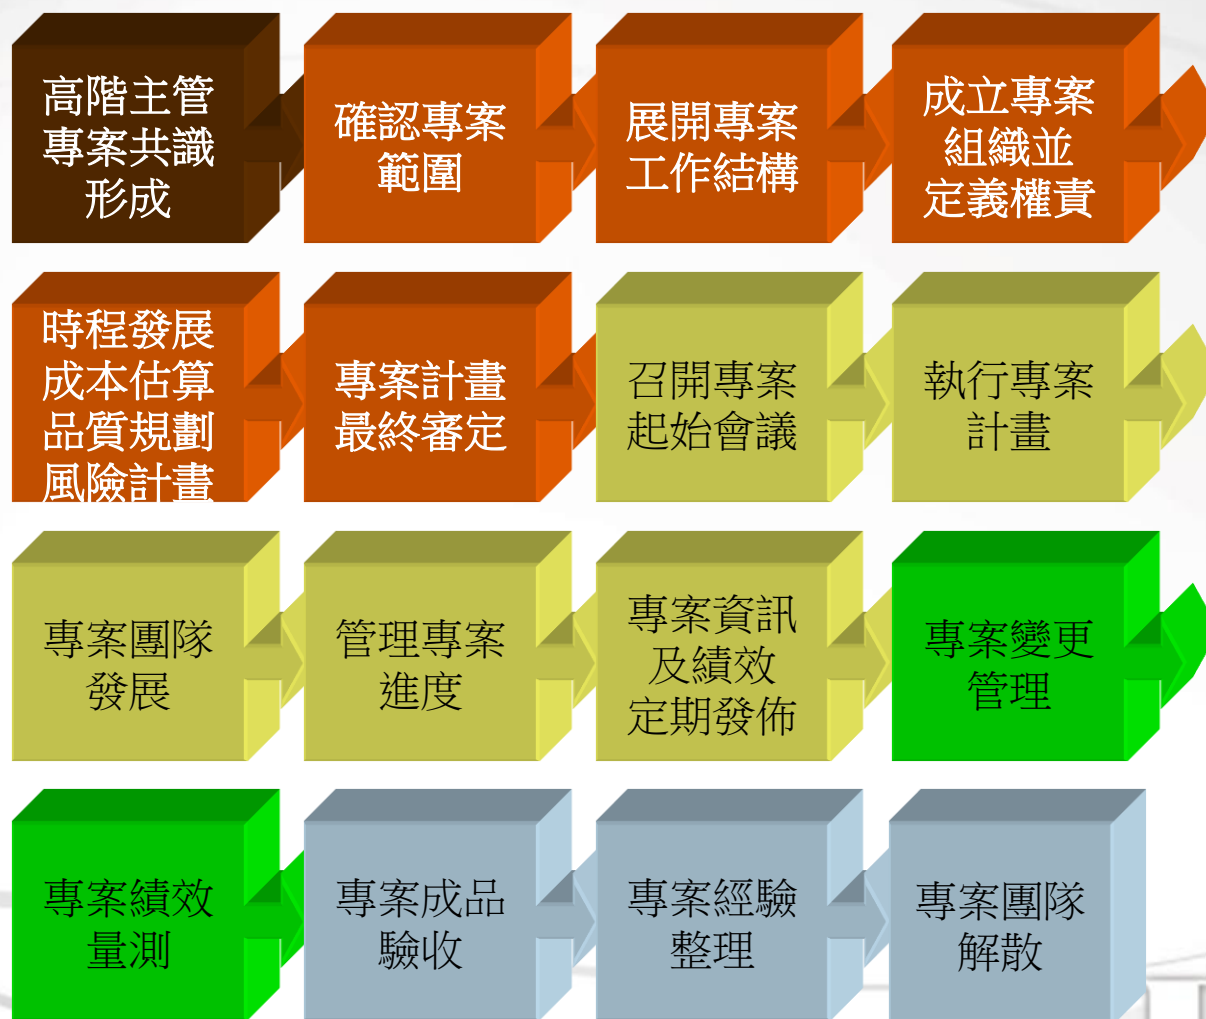 高階主管
專案共識
形成
確認專案
範圍
展開專案
工作結構
成立專案
組織並
定義權責
時程發展
成本估算
品質規劃
風險計畫
專案計畫
最終審定
召開專案
起始會議
執行專案
計畫
專案團隊
發展
管理專案
進度
專案資訊
及績效
定期發佈
專案變更
管理
專案績效
量測
專案成品
驗收
專案經驗
整理
專案團隊
解散